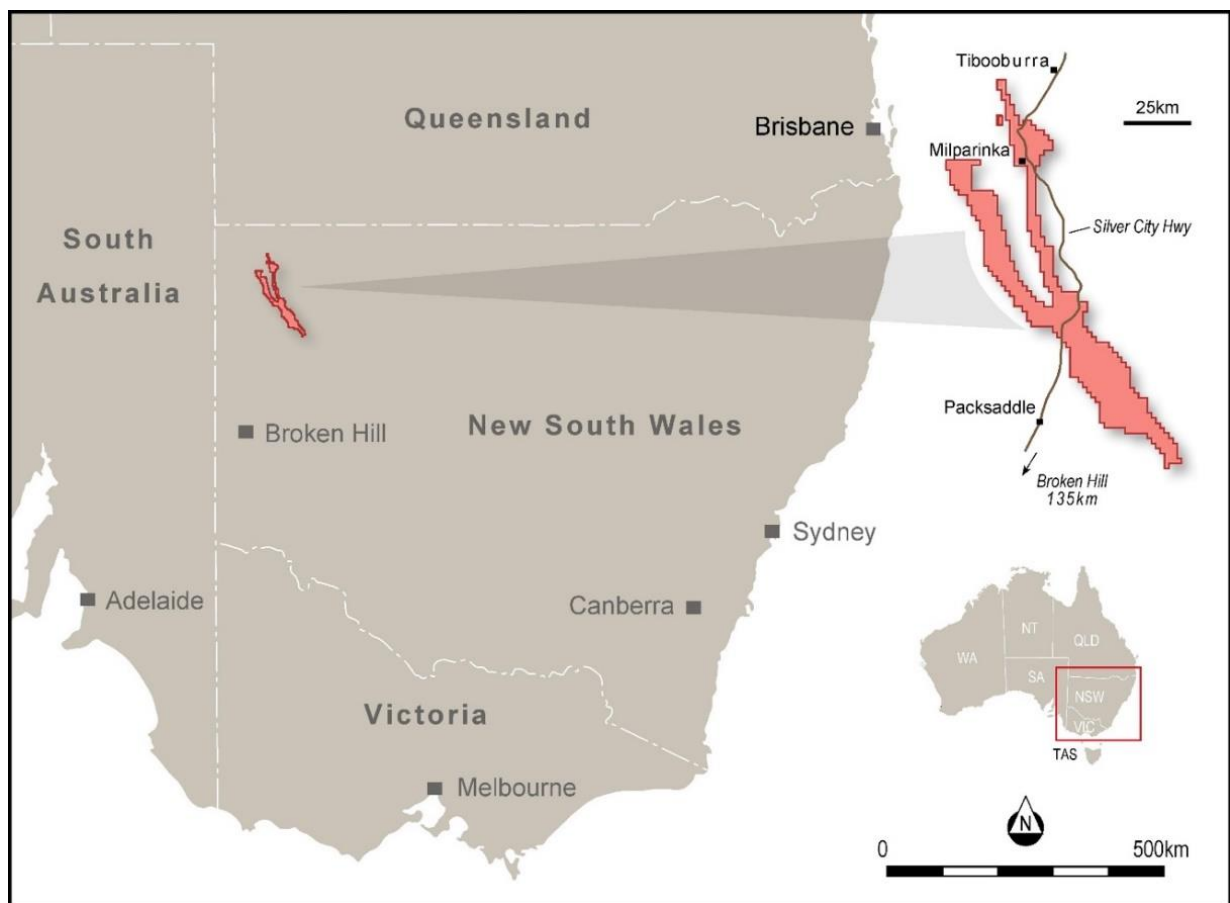 Queensland
Brisbane
South
Australia
Broken Hill
New South Wales
Sydney
Adelaide
Canberra
Victoria
Melbourne
Tibooburra
25km
Milparinka
Silver City Hwy
Packsaddle
Broken Hill
135km
WA
NT
QLD
SA
NSW
VIC
TAS
N
0
500km